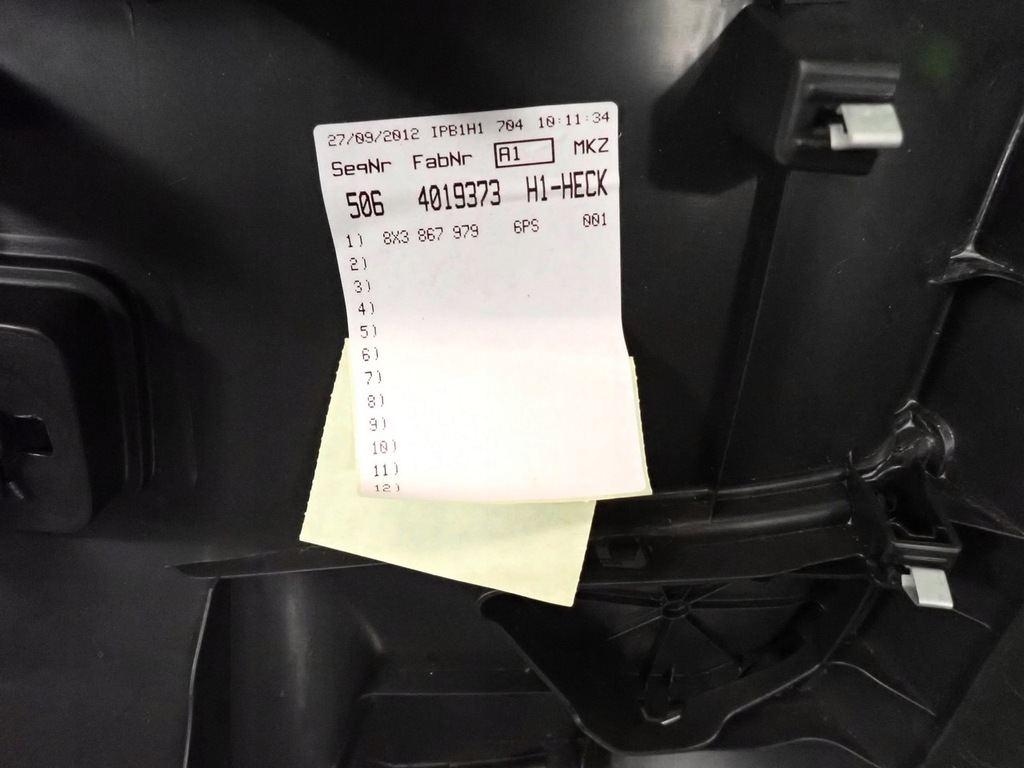 27/09/2012 IPB1H1 704 10:11:34
SeqNr FabNr A1 MKZ
506 4019373 H1-HECK
1) 8X3 867 979 6PS 001
2)
3)
4)
5)
6)
7)
8)
9)
10)
11)
12)